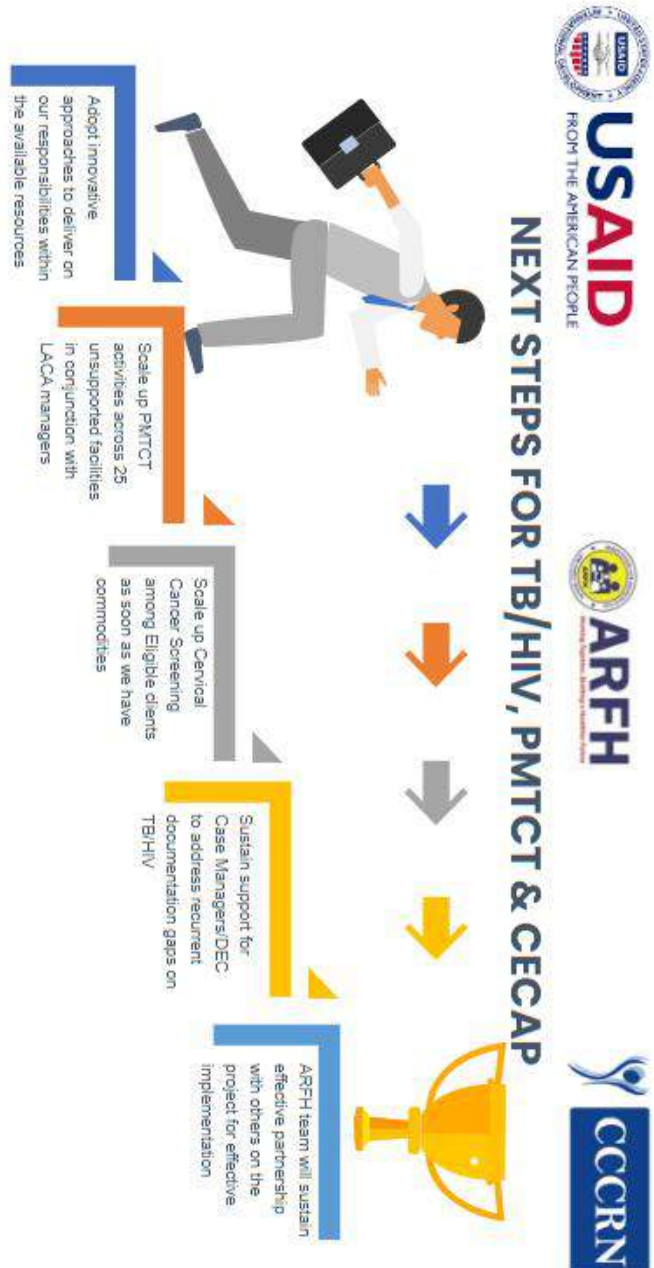 USAID
FROM THE AMERICAN PEOPLE
ARFH
CCCRN
NEXT STEPS FOR TB/HIV, PMTCT & CECAP
Adopt innovative
approaches to deliver on
our responsibilities within
the available resources
Scale up PMTCT
activities across 25
unsupported facilities
in conjunction with
LACA managers
Scale up Cervical
Cancer Screening
among Eligible clients
as soon as we have
commodities
Sustain support for
Case Managers/DEC
to address recurrent
documentation gaps on
TB/HIV
ARFH team will sustain
effective partnership
with others on the
project for effective
implementation